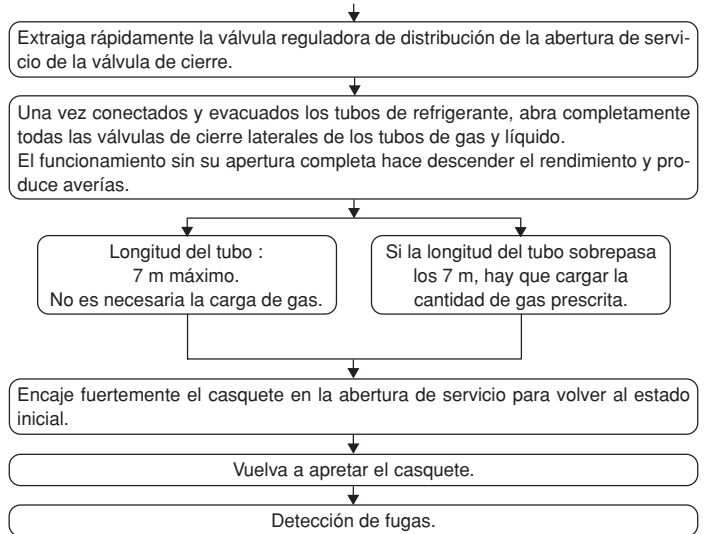 Extraiga rápidamente la válvula reguladora de distribución de la abertura de servi-
cio de la válvula de cierre.
Una vez conectados y evacuados los tubos de refrigerante, abra completamente
todas las válvulas de cierre laterales de los tubos de gas y líquido.
El funcionamiento sin su apertura completa hace descender el rendimiento y pro-
duce averías.
Longitud del tubo :
7 m máximo.
No es necesaria la carga de gas.
Si la longitud del tubo sobrepasa
los 7 m, hay que cargar la
cantidad de gas prescrita.
Encaje fuertemente el casquete en la abertura de servicio para volver al estado
inicial.
Vuelva a apretar el casquete.
Detección de fugas.